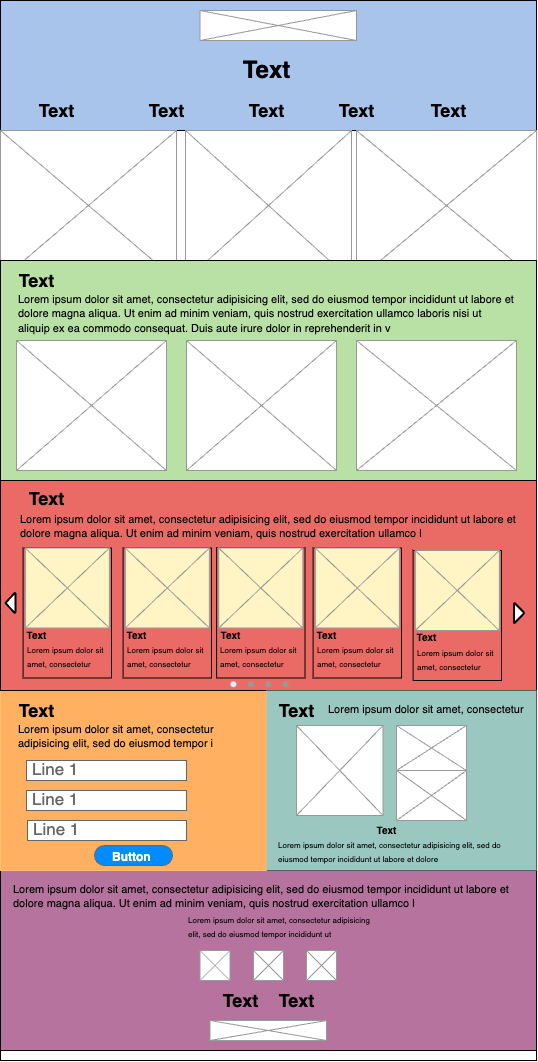 Text
Text Text Text Text Text
Text
Lorem ipsum dolor sit amet, consectetur adipisicing elit, sed do eiusmod tempor incididunt ut labore et
dolore magna aliqua. Ut enim ad minim veniam, quis nostrud exercitation ullamco laboris nisi ut
aliquip ex ea commodo consequat. Duis aute irure dolor in reprehenderit in v
Text
Lorem ipsum dolor sit amet, consectetur adipisicing elit, sed do eiusmod tempor incididunt ut labore et
dolore magna aliqua. Ut enim ad minim veniam, quis nostrud exercitation ullamco l
Text
Lorem ipsum dolor sit
amet, consectetur
Text
Lorem ipsum dolor sit
amet, consectetur
Text
Lorem ipsum dolor sit
amet, consectetur
Text
Lorem ipsum dolor sit
amet, consectetur
Text
Lorem ipsum dolor sit
amet, consectetur
Text
Lorem ipsum dolor sit amet, consectetur
adipisicing elit, sed do eiusmod tempor i
Line 1
Line 1
Line 1
Button
Text
Lorem ipsum dolor sit amet, consectetur
Text
Lorem ipsum dolor sit amet, consectetur adipisicing elit, sed do
eiusmod tempor incididunt ut labore et dolore
Lorem ipsum dolor sit amet, consectetur adipisicing elit, sed do eiusmod tempor incididunt ut labore et
dolore magna aliqua. Ut enim ad minim veniam, quis nostrud exercitation ullamco l
Lorem ipsum dolor sit amet, consectetur adipisicing
elit, sed do eiusmod tempor incididunt ut
Text Text